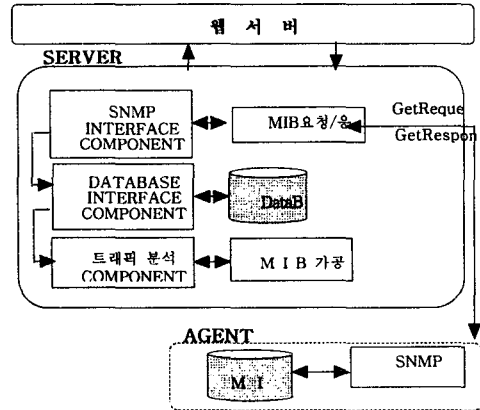 웹 서 버
SERVER
SNMP
INTERFACE
COMPONENT
MIB요청/응
GetReque
GetRespon
DATABASE
INTERFACE
COMPONENT
DataB
트래픽 분석
COMPONENT
M I B 가공
AGENT
M I
SNMP